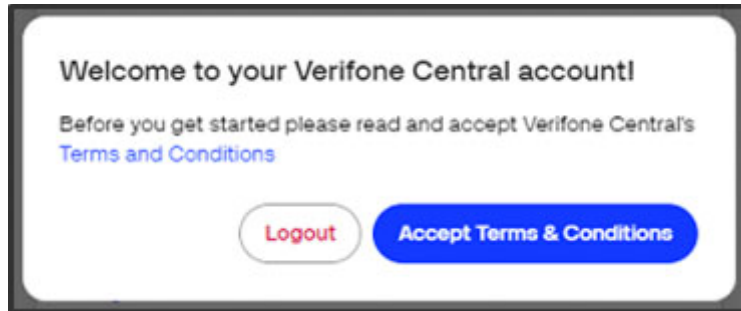 Welcome to your Verifone Central account!
Before you get started please read and accept Verifone Central's
Terms and Conditions
Logout
Accept Terms & Conditions